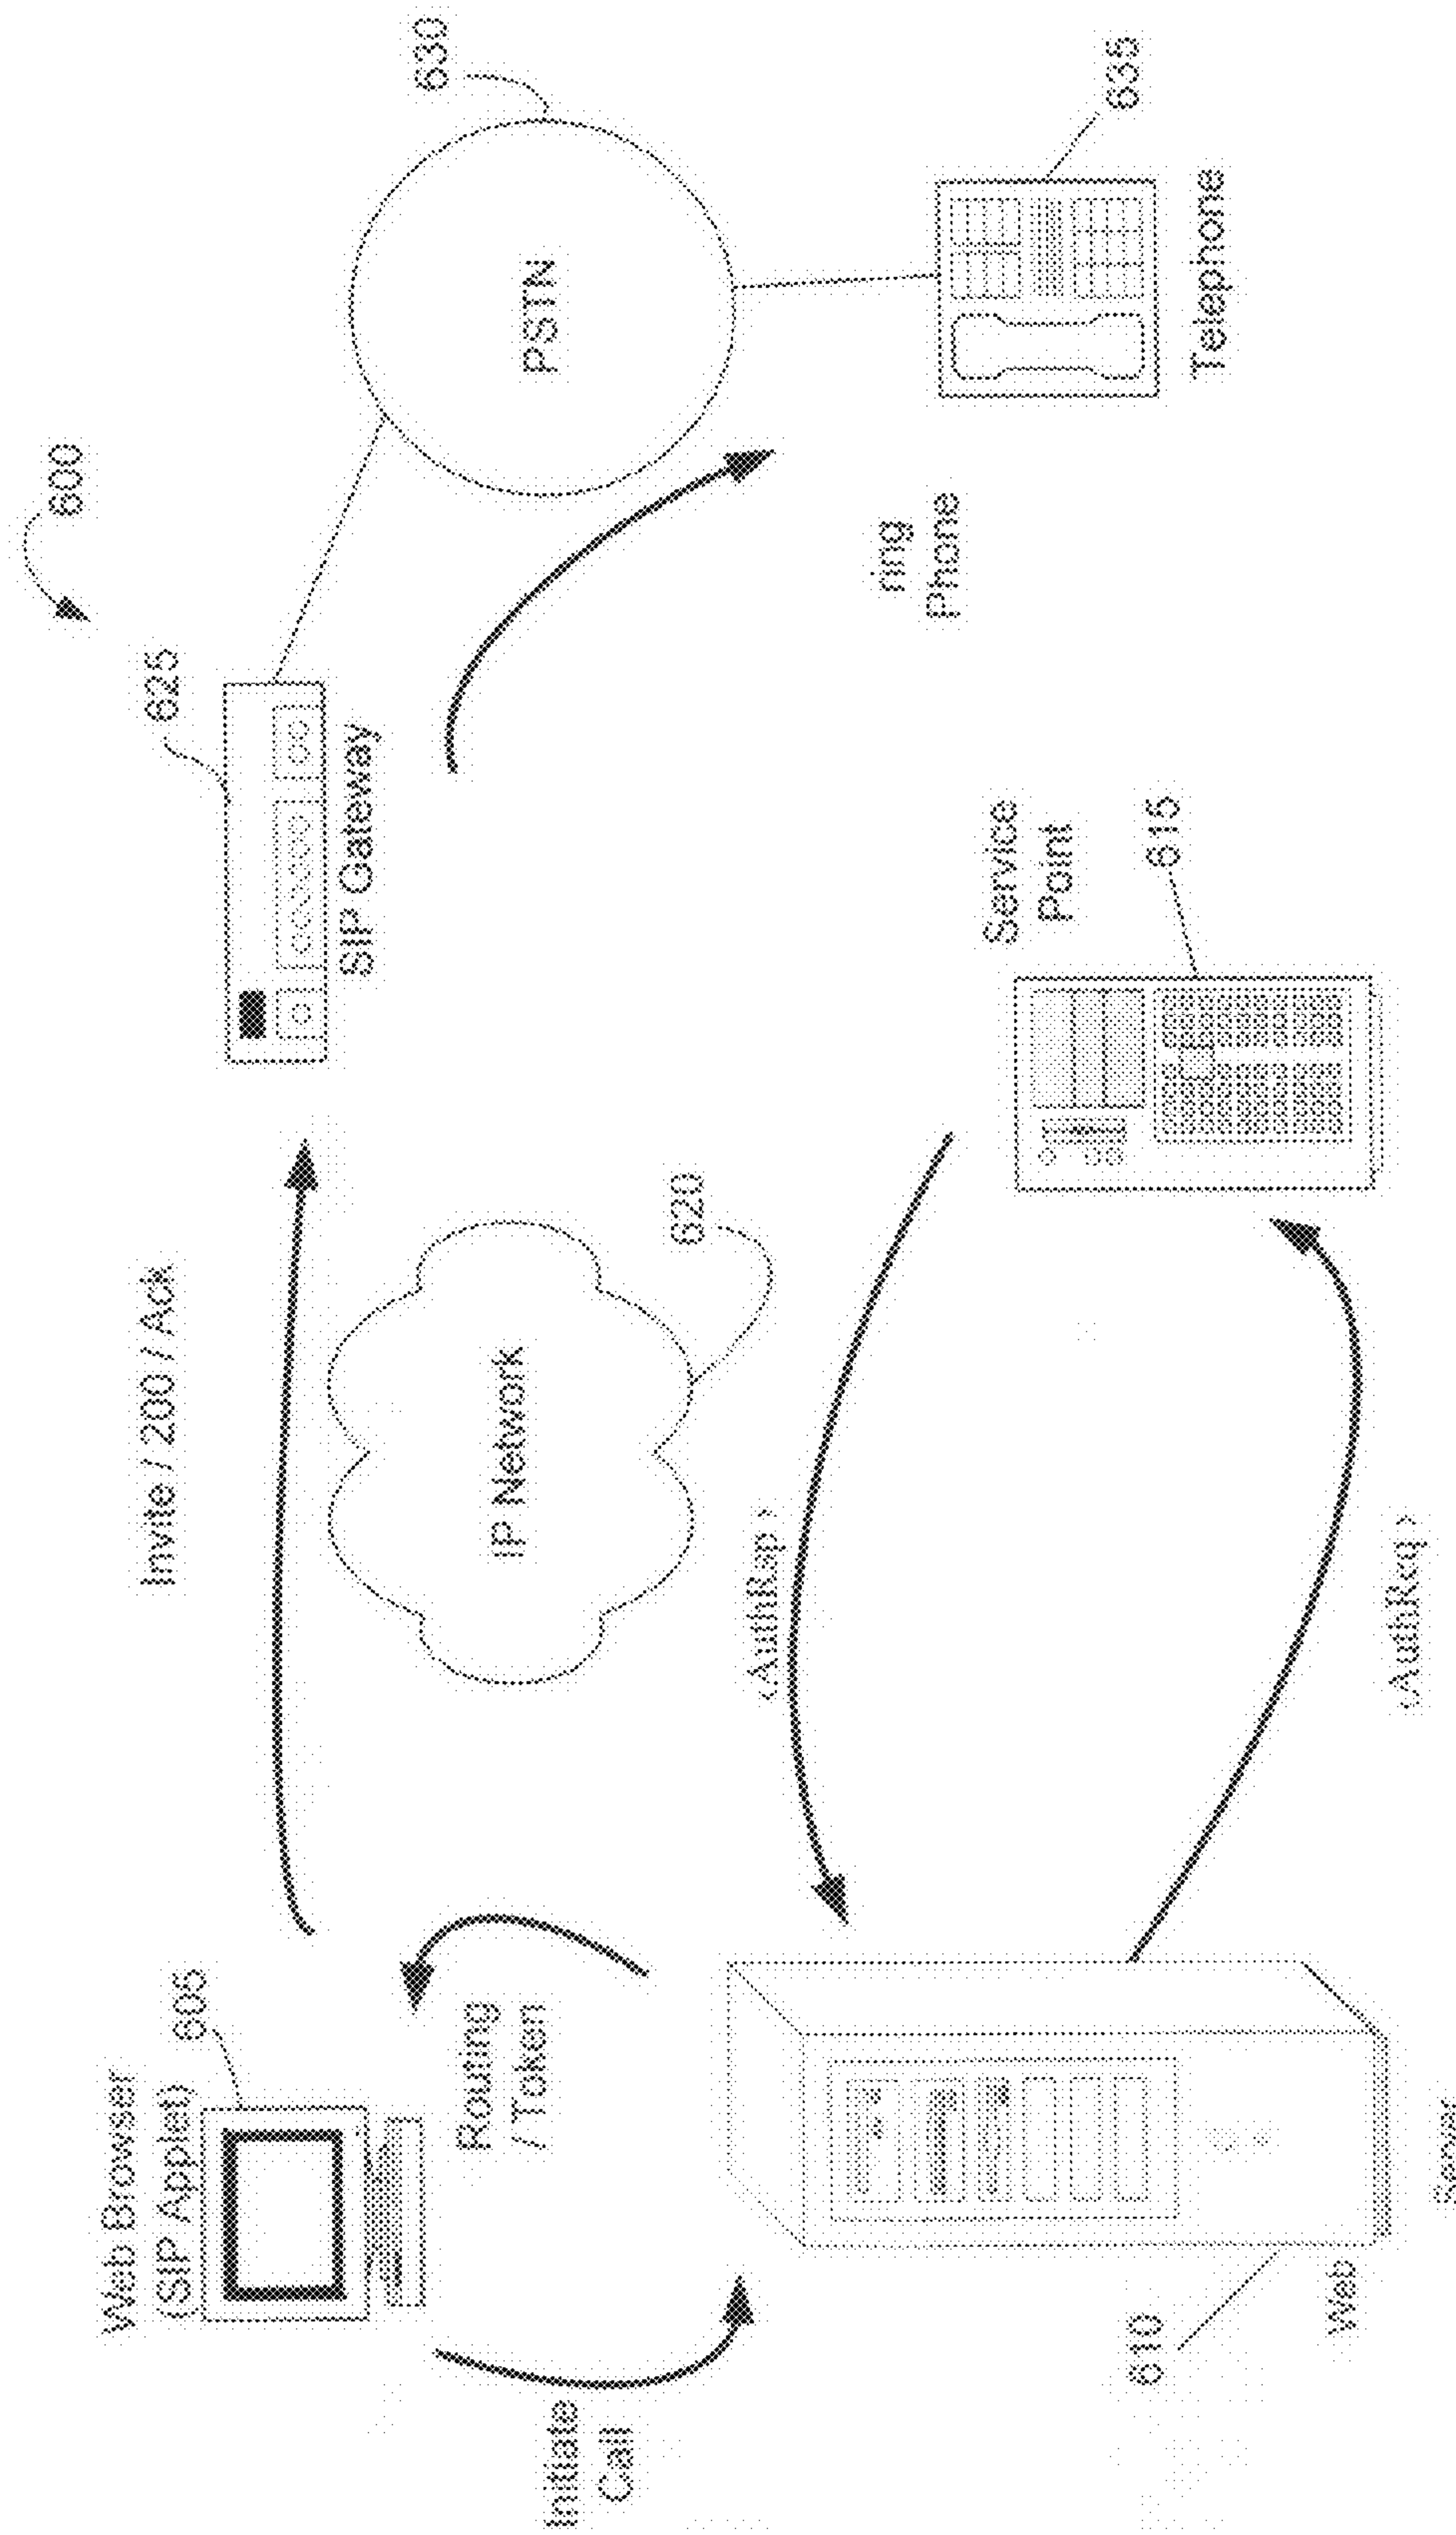 600
Web Browser
(SIP Applet)
605
Invite / 200 / Ack
625
SIP Gateway
630
PSTN
Initiate
Call
Routing
/ Token
IP Network
620
ring
Phone
<AuthRsp>
Service
Point
615
635
Telephone
610
Web
Server
<AuthReq>